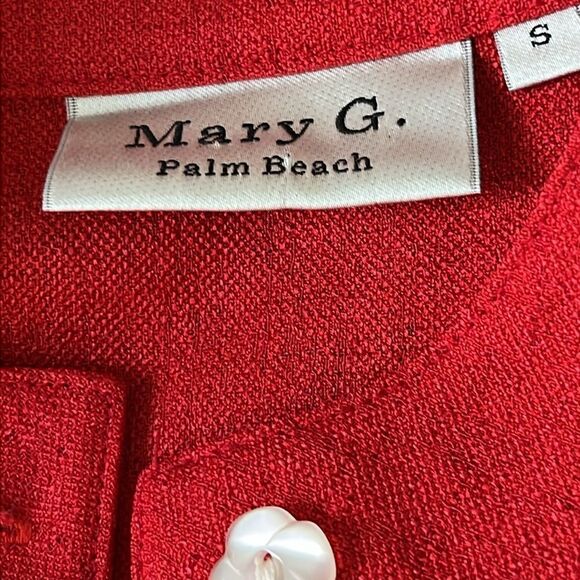 Mary G.
Palm Beach
S